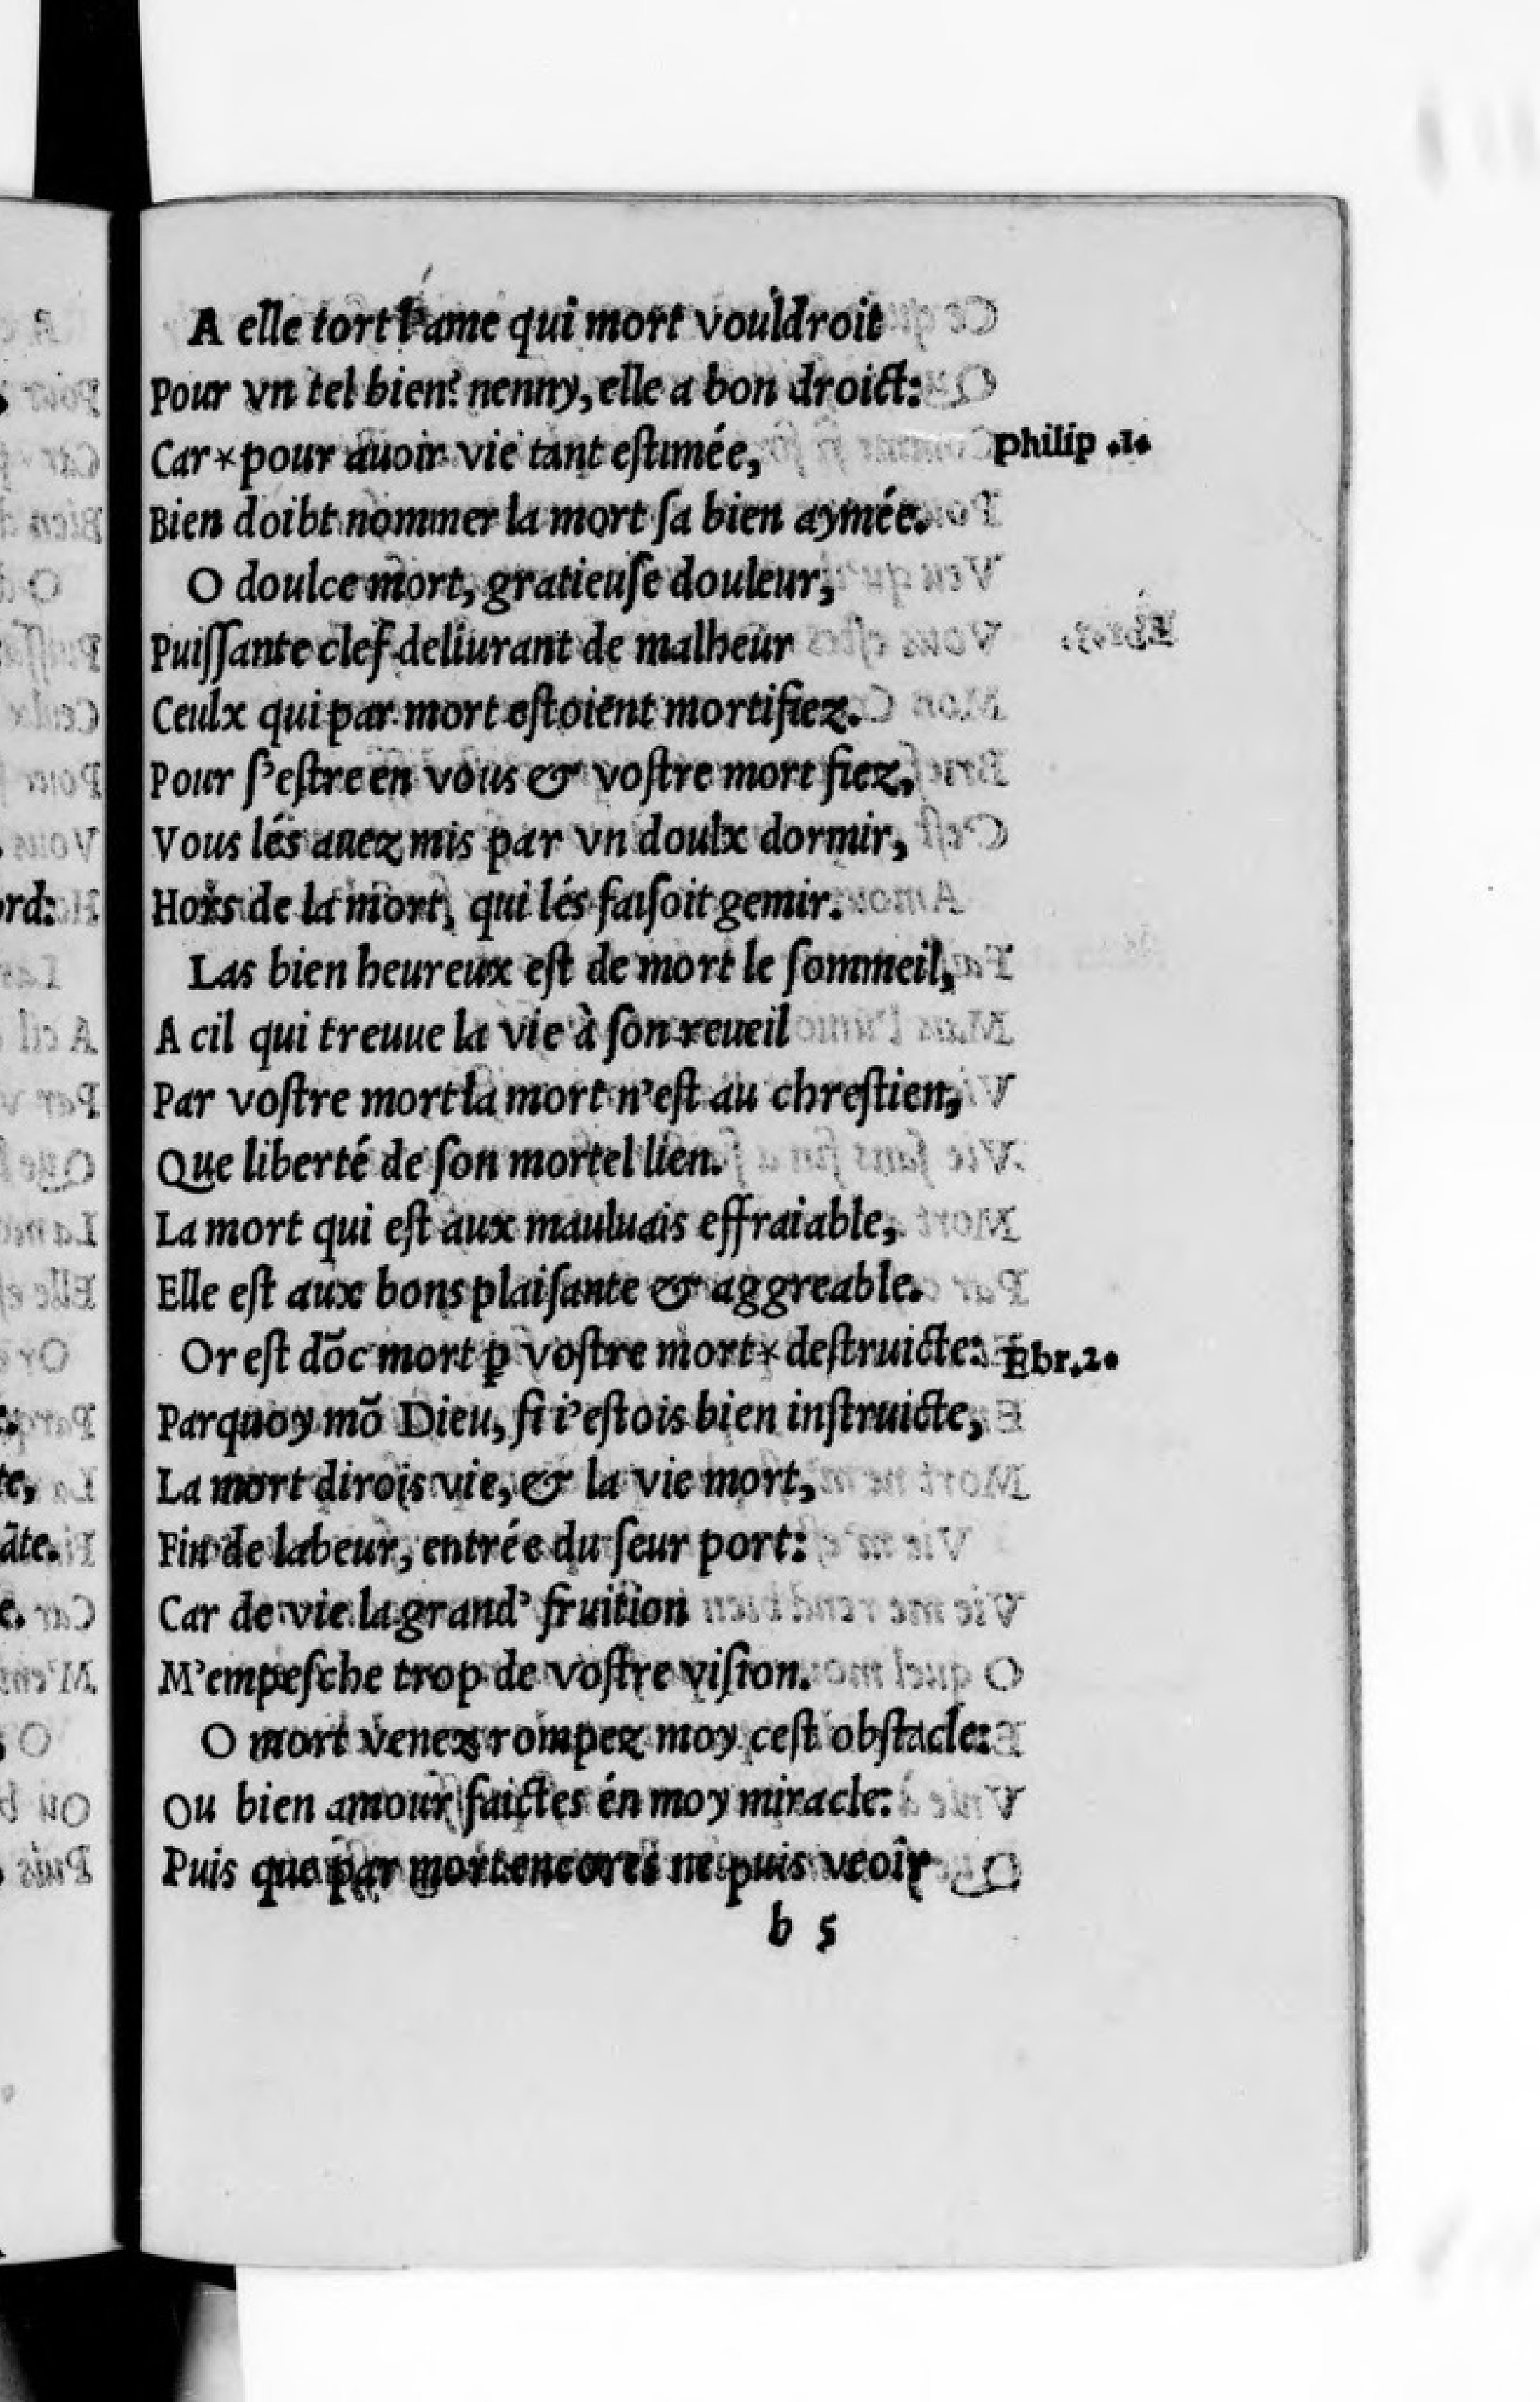 A elle tort l'ame qui mort vouldroit
Pour vn tel bien? nenny, elle a bon droict:
Car * pour auoir vie tant eſtimée,
philip .1.
Bien doibt nommer la mort ſa bien aymée.
O doulce mort, gratieuſe douleur,
Puiſſante clef deliurant de malheur
Ceulx qui par mort eſtoient mortifiez.
Pour ſ'eſtre en vous & voſtre mort fiez,
Vous lés auez mis par vn doulx dormir,
Hors de la mort, qui lés faiſoit gemir.
Las bien heureux eſt de mort le ſommeil,
A cil qui treuue la vie à ſon reueil
Par voſtre mort la mort n'eſt au chreſtien,
Que liberté de ſon mortel lien.
La mort qui eſt aux mauluais effraiable,
Elle eſt aux bons plaiſante & aggreable.
Or eſt dõc mort ꝑ voſtre mort * deſtruicte:
Ebr.2.
Parquoy mõ Dieu, ſi i'eſtois bien inſtruicte,
La mort dirois vie, & la vie mort,
Fin de labeur, entrée du ſeur port:
Car de vie la grand' fruition
M'empeſche trop de voſtre viſion.
O mort venez rompez moy ceſt obſtacle:
Ou bien amour faictes én moy miracle:
Puis que par mort encores ne puis veoir
b 5